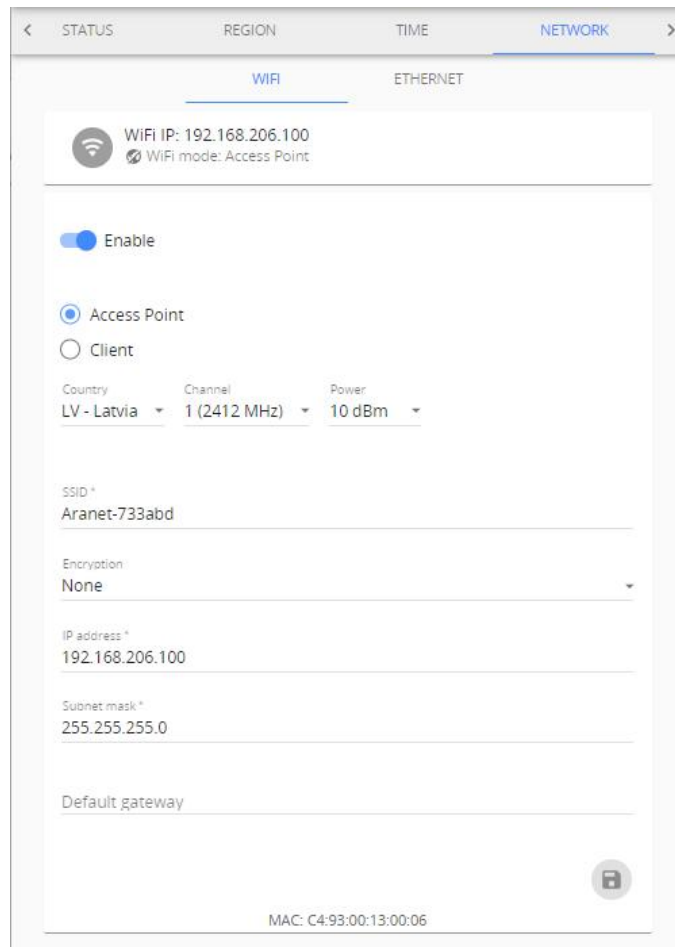 STATUS REGION TIME NETWORK
WIFI ETHERNET
WiFi IP: 192.168.206.100
WiFi mode: Access Point
Enable
Access Point
Client
Country Channel Power
LV - Latvia 1 (2412 MHz) 10 dBm
SSID *
Aranet-733abd
Encryption
None
IP address *
192.168.206.100
Subnet mask *
255.255.255.0
Default gateway
MAC: C4:93:00:13:00:06